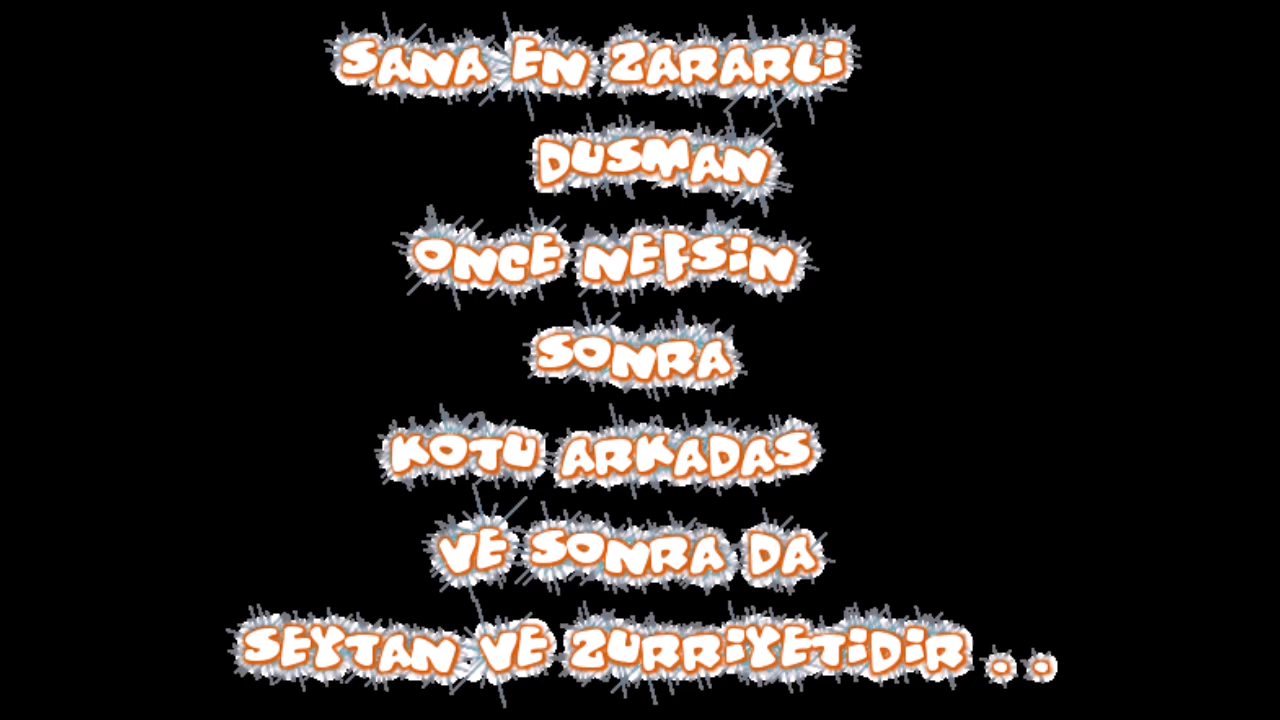 SANA EN ZARARLi
DUSMAN
ONCE NEFSiN
SONRA
KOTU ARKADAS
VE SONRA DA
SEYTAN VE ZURRiYETiDiR . .